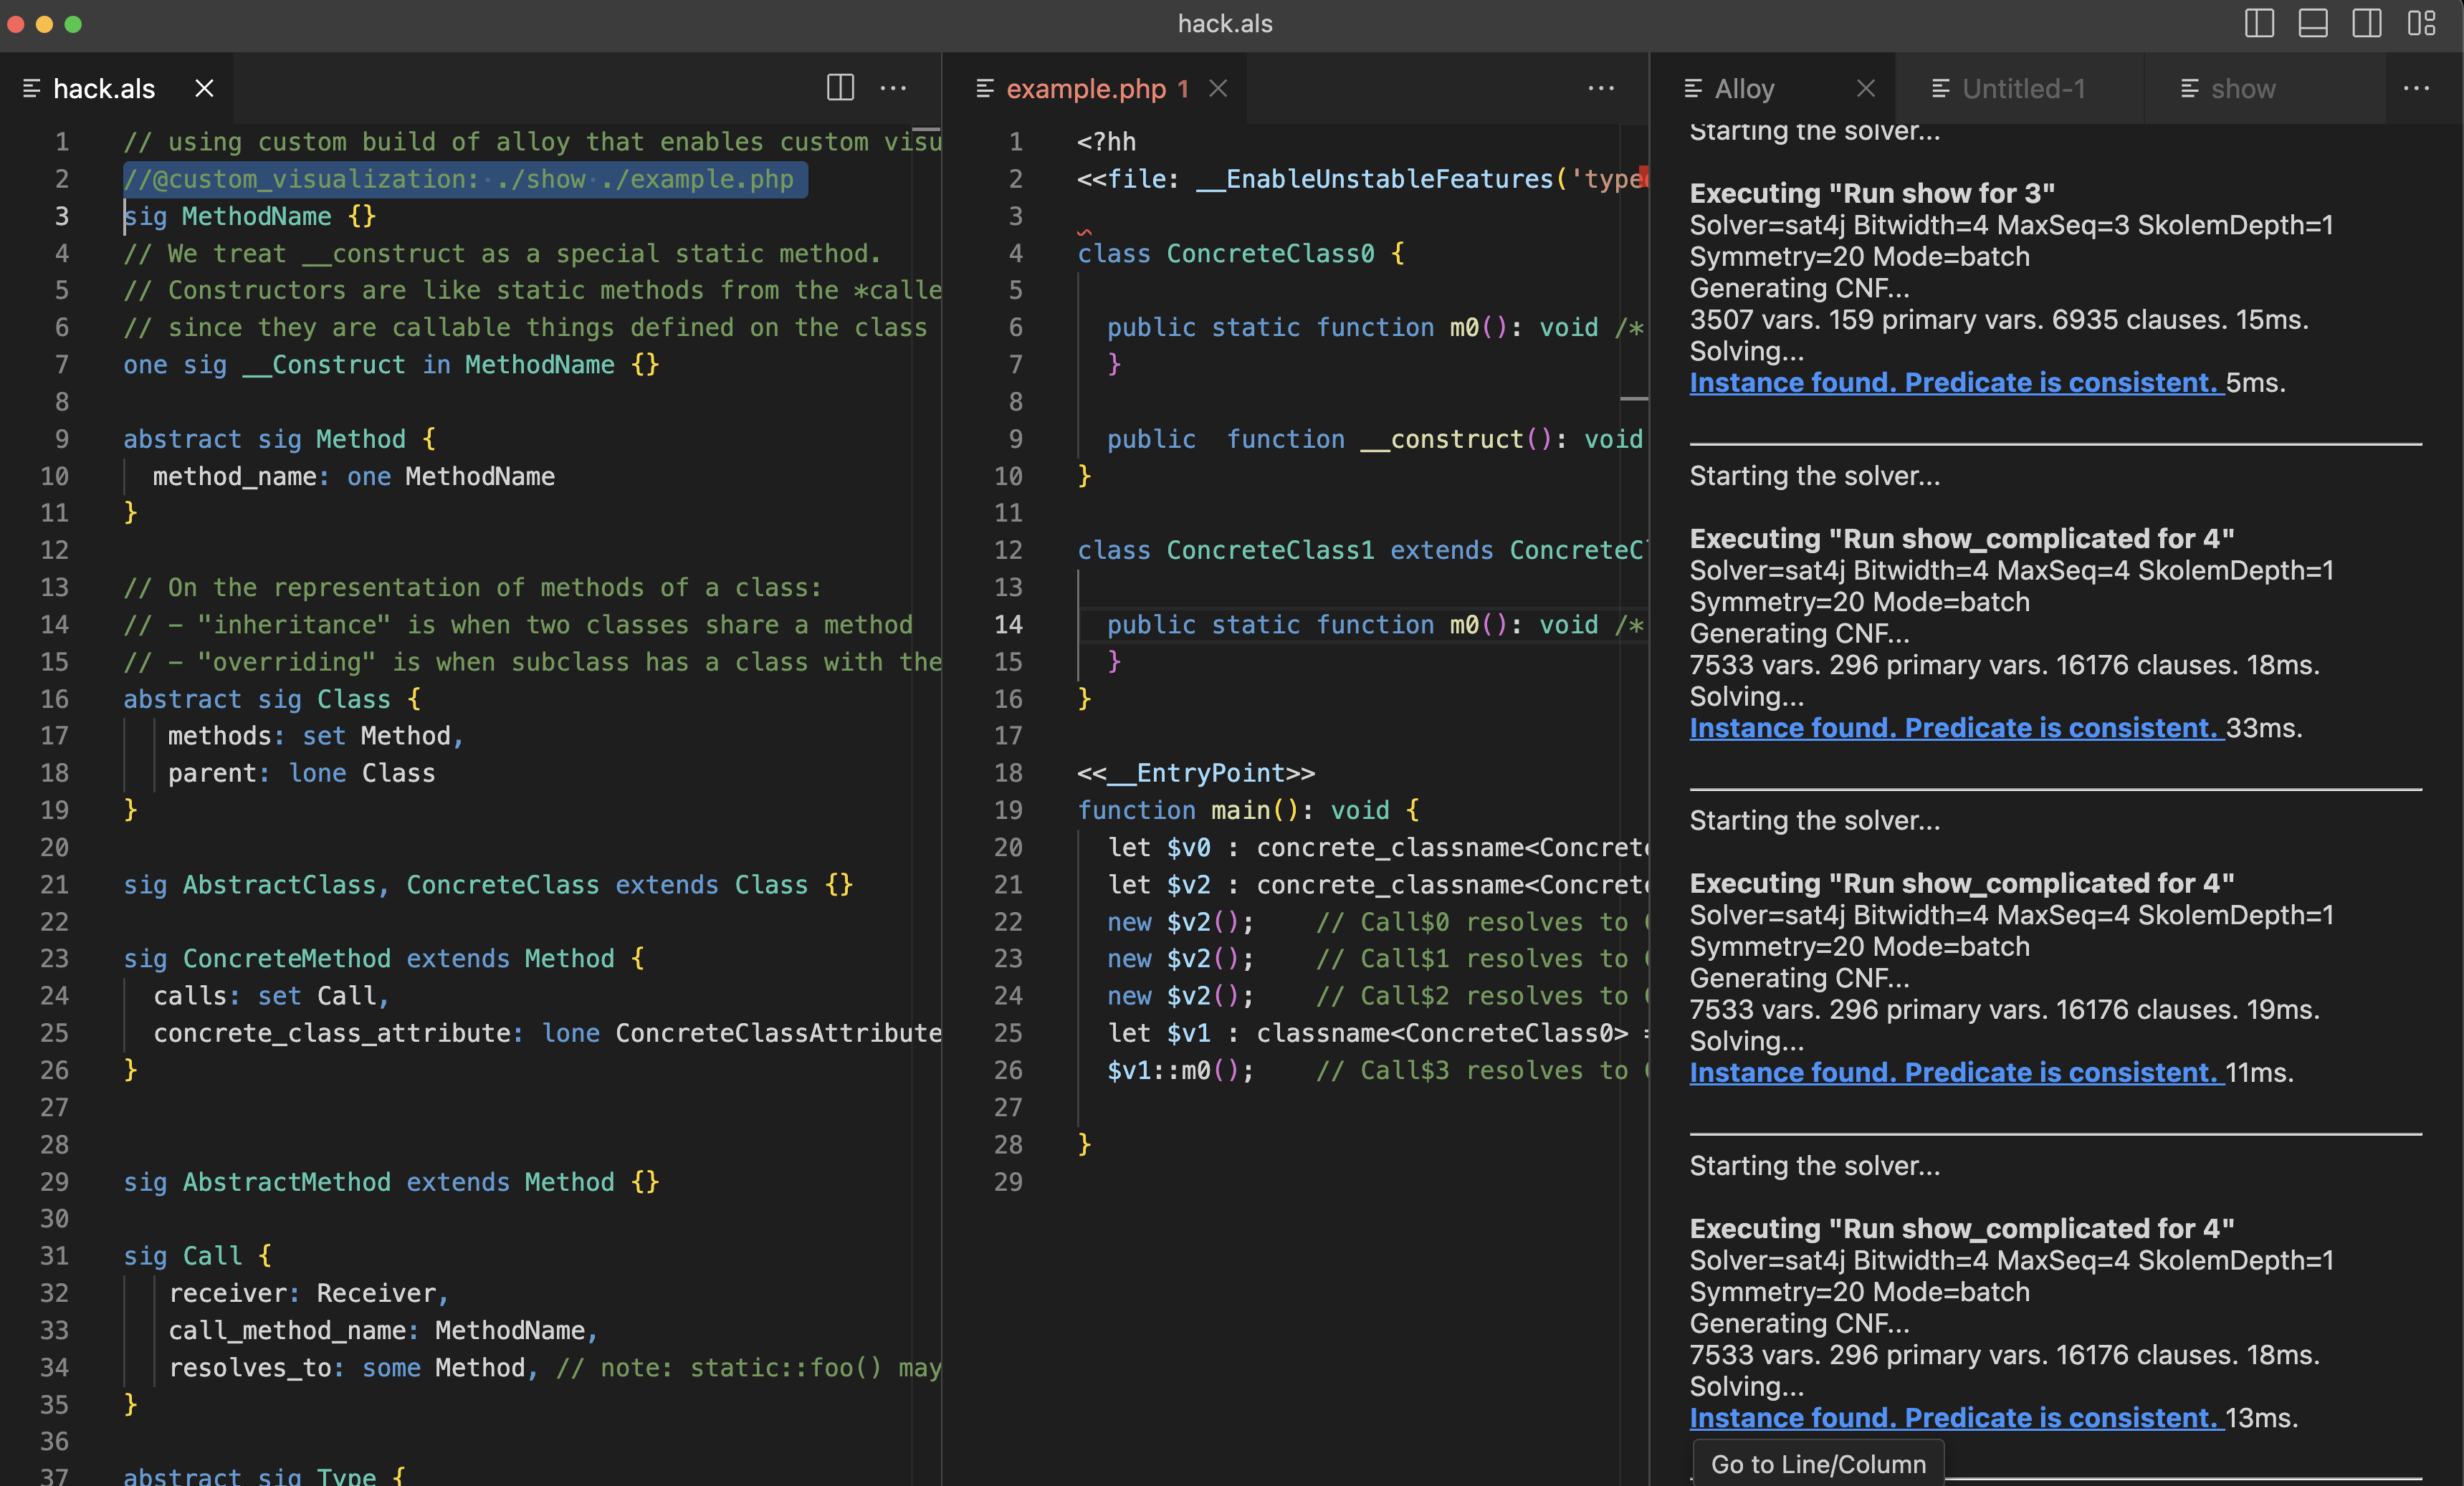 hack.als
hack.als
1 // using custom build of alloy that enables custom visu
2 //@custom_visualization: ./show ./example.php
3 sig MethodName {}
4 // We treat __construct as a special static method.
5 // Constructors are like static methods from the *calle
6 // since they are callable things defined on the class
7 one sig __Construct in MethodName {}
8
9 abstract sig Method {
10 method_name: one MethodName
11 }
12
13 // On the representation of methods of a class:
14 // - "inheritance" is when two classes share a method
15 // - "overriding" is when subclass has a class with the
16 abstract sig Class {
17 methods: set Method,
18 parent: lone Class
19 }
20
21 sig AbstractClass, ConcreteClass extends Class {}
22
23 sig ConcreteMethod extends Method {
24 calls: set Call,
25 concrete_class_attribute: lone ConcreteClassAttribute
26 }
27
28
29 sig AbstractMethod extends Method {}
30
31 sig Call {
32 receiver: Receiver,
33 call_method_name: MethodName,
34 resolves_to: some Method, // note: static::foo() may
35 }
36
37 abstract sig Type {
example.php 1
1 <?hh
2 <<file: __EnableUnstableFeatures('type
3
4 class ConcreteClass0 {
5
6 public static function m0(): void /*
7 }
8
9 public  function __construct(): void
10 }
11
12 class ConcreteClass1 extends ConcreteC
13
14 public static function m0(): void /*
15 }
16 }
17
18 <<__EntryPoint>>
19 function main(): void {
20 let $v0 : concrete_classname<Concrete
21 let $v2 : concrete_classname<Concrete
22 new $v2();    // Call$0 resolves to
23 new $v2();    // Call$1 resolves to
24 new $v2();    // Call$2 resolves to
25 let $v1 : classname<ConcreteClass0> =
26 $v1::m0();    // Call$3 resolves to
27
28 }
29
Alloy Untitled-1 show
Starting the solver...
Executing "Run show for 3"
Solver=sat4j Bitwidth=4 MaxSeq=3 SkolemDepth=1
Symmetry=20 Mode=batch
Generating CNF...
3507 vars. 159 primary vars. 6935 clauses. 15ms.
Solving...
Instance found. Predicate is consistent. 5ms.
Starting the solver...
Executing "Run show_complicated for 4"
Solver=sat4j Bitwidth=4 MaxSeq=4 SkolemDepth=1
Symmetry=20 Mode=batch
Generating CNF...
7533 vars. 296 primary vars. 16176 clauses. 18ms.
Solving...
Instance found. Predicate is consistent. 33ms.
Starting the solver...
Executing "Run show_complicated for 4"
Solver=sat4j Bitwidth=4 MaxSeq=4 SkolemDepth=1
Symmetry=20 Mode=batch
Generating CNF...
7533 vars. 296 primary vars. 16176 clauses. 19ms.
Solving...
Instance found. Predicate is consistent. 11ms.
Starting the solver...
Executing "Run show_complicated for 4"
Solver=sat4j Bitwidth=4 MaxSeq=4 SkolemDepth=1
Symmetry=20 Mode=batch
Generating CNF...
7533 vars. 296 primary vars. 16176 clauses. 18ms.
Solving...
Instance found. Predicate is consistent. 13ms.
Go to Line/Column